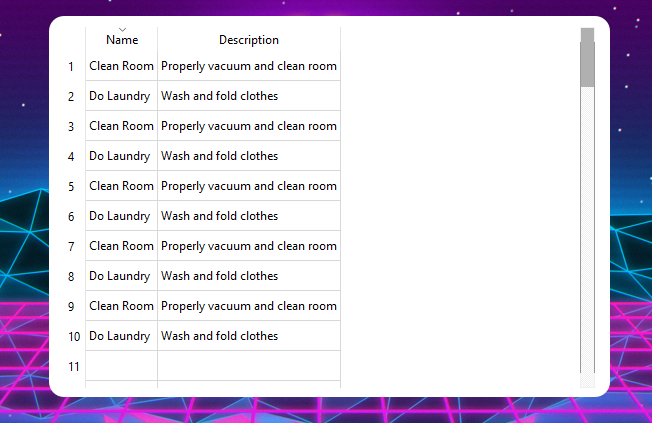 Name Description
1 Clean Room Properly vacuum and clean room
2 Do Laundry Wash and fold clothes
3 Clean Room Properly vacuum and clean room
4 Do Laundry Wash and fold clothes
5 Clean Room Properly vacuum and clean room
6 Do Laundry Wash and fold clothes
7 Clean Room Properly vacuum and clean room
8 Do Laundry Wash and fold clothes
9 Clean Room Properly vacuum and clean room
10 Do Laundry Wash and fold clothes
11